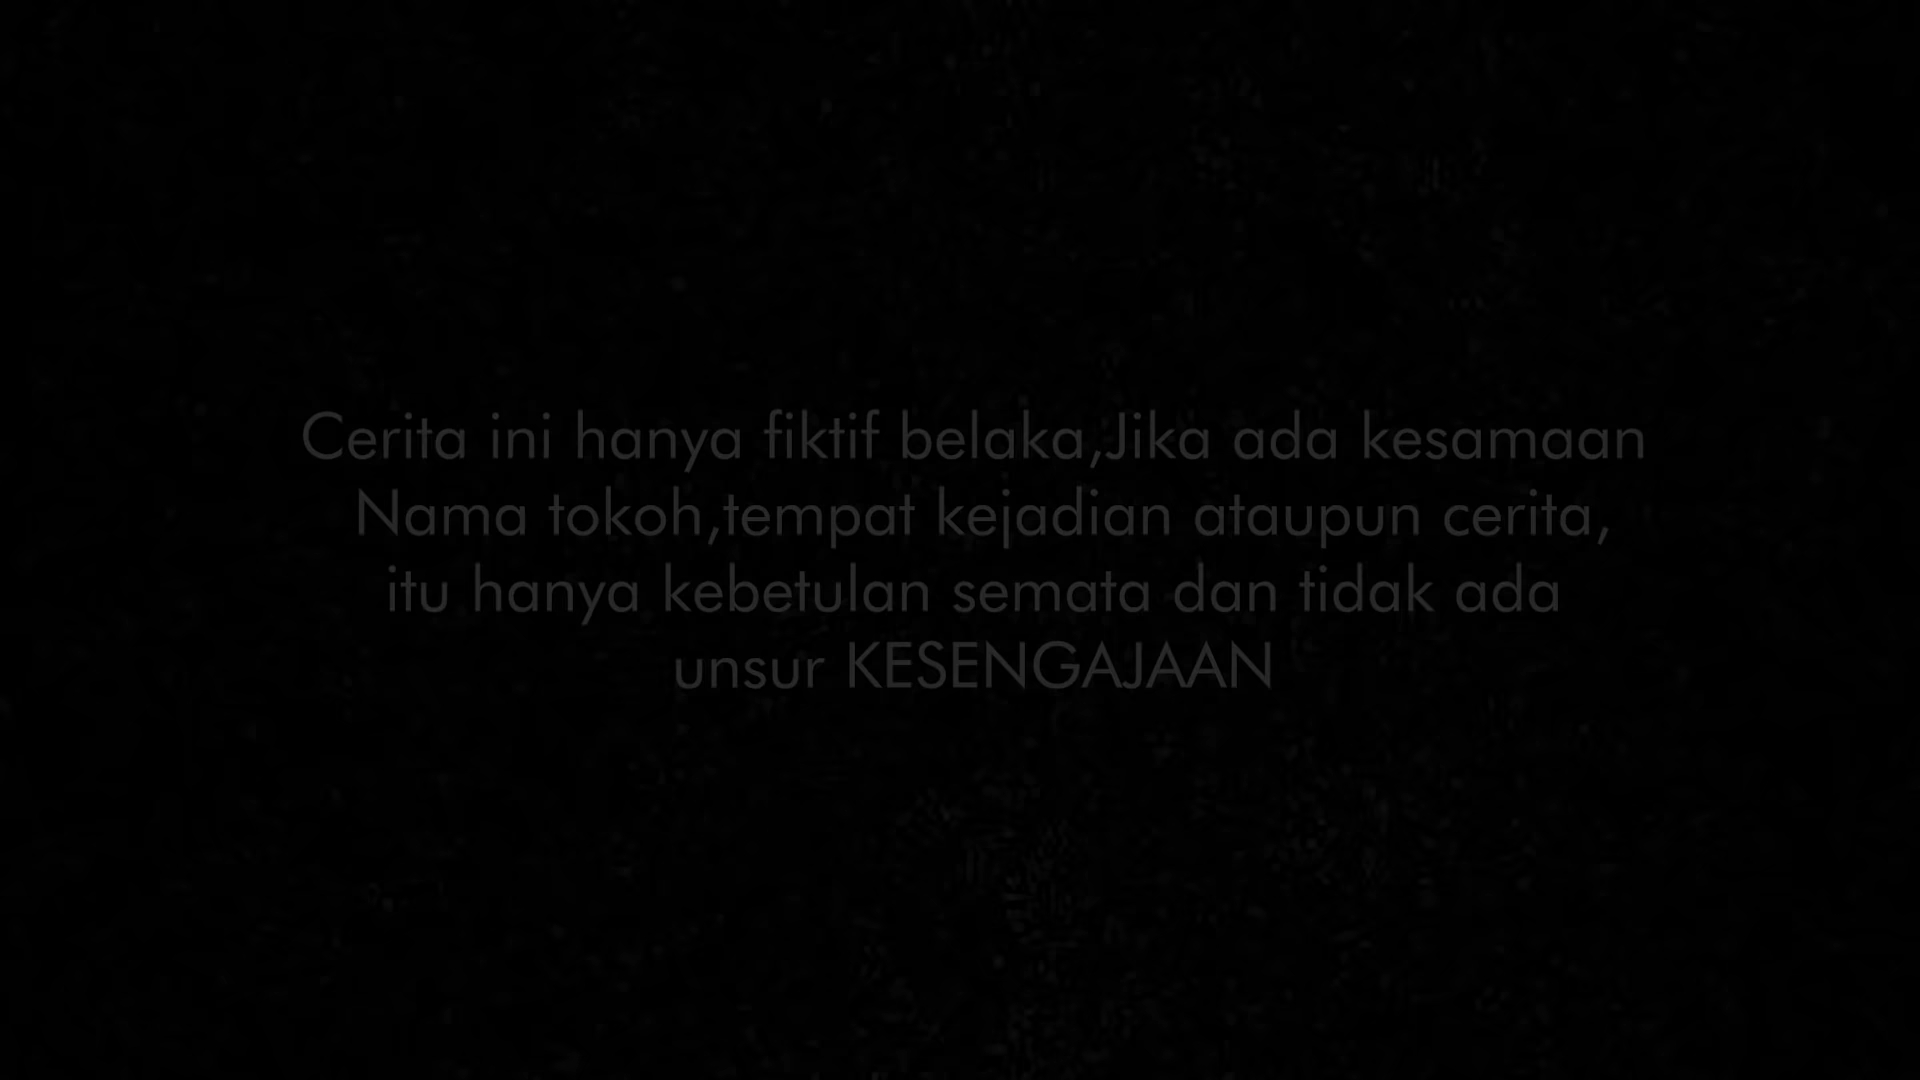 Cerita ini hanya fiktif belaka,Jika ada kesamaan
Nama tokoh,tempat kejadian ataupun cerita,
itu hanya kebetulan semata dan tidak ada
unsur KESENGAJAAN